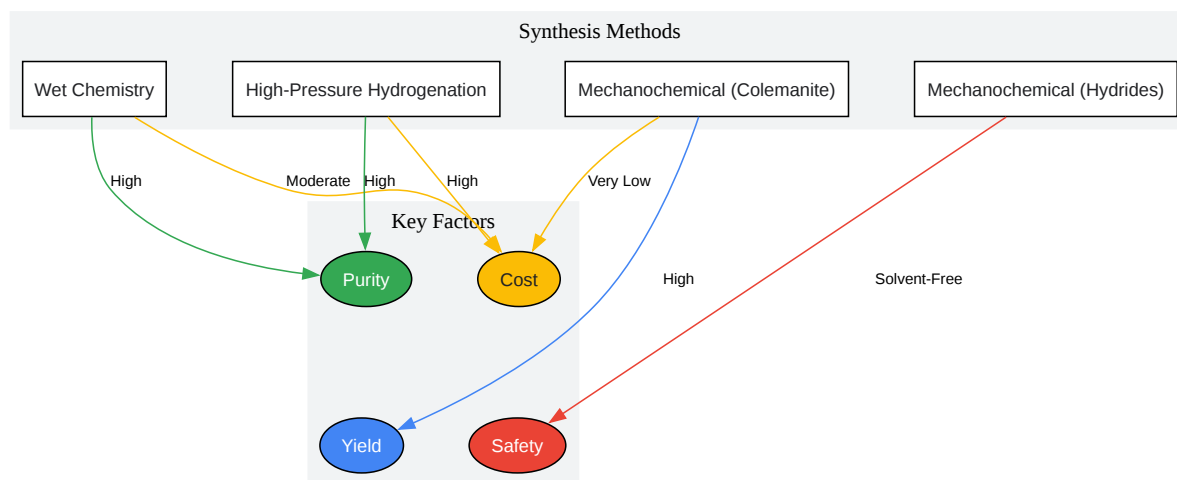 Synthesis Methods
Wet Chemistry
High-Pressure Hydrogenation
Mechanochemical (Colemanite)
Mechanochemical (Hydrides)
High
Moderate
High
High
Very Low
Key Factors
Purity
Cost
High
Solvent-Free
Yield
Safety